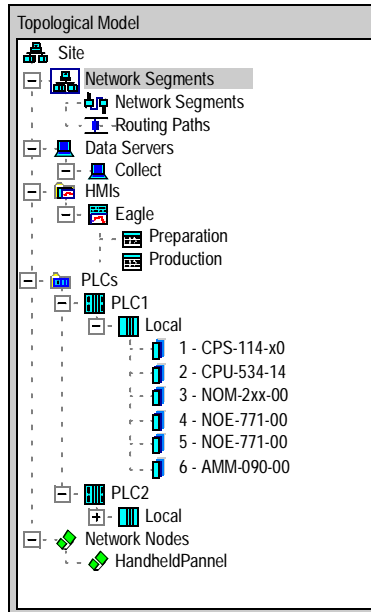 Topological Model
Site
Network Segments
Network Segments
Routing Paths
Data Servers
Collect
HMIs
Eagle
Preparation
Production
PLCs
PLC1
Local
1 - CPS-114-x0
2 - CPU-534-14
3 - NOM-2xx-00
4 - NOE-771-00
5 - NOE-771-00
6 - AMM-090-00
PLC2
Local
Network Nodes
HandheldPannel